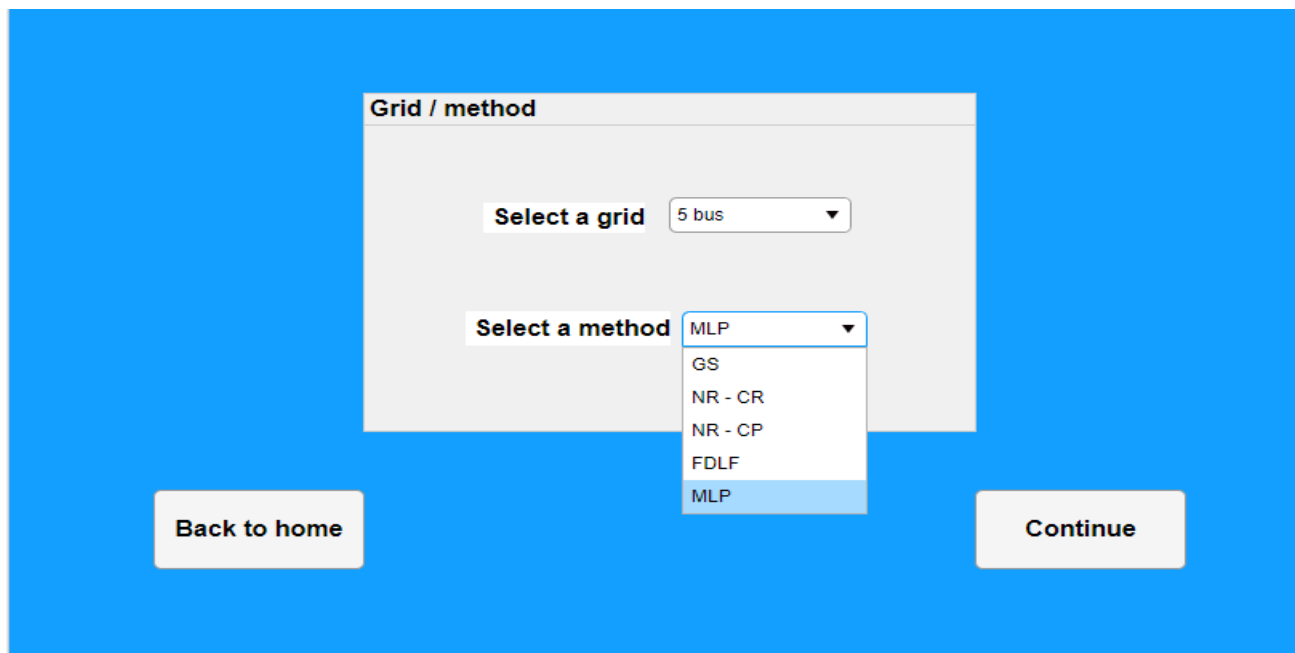 Grid / method
Select a grid 5 bus
Select a method MLP
GS
NR - CR
NR - CP
FDLF
MLP
Back to home Continue